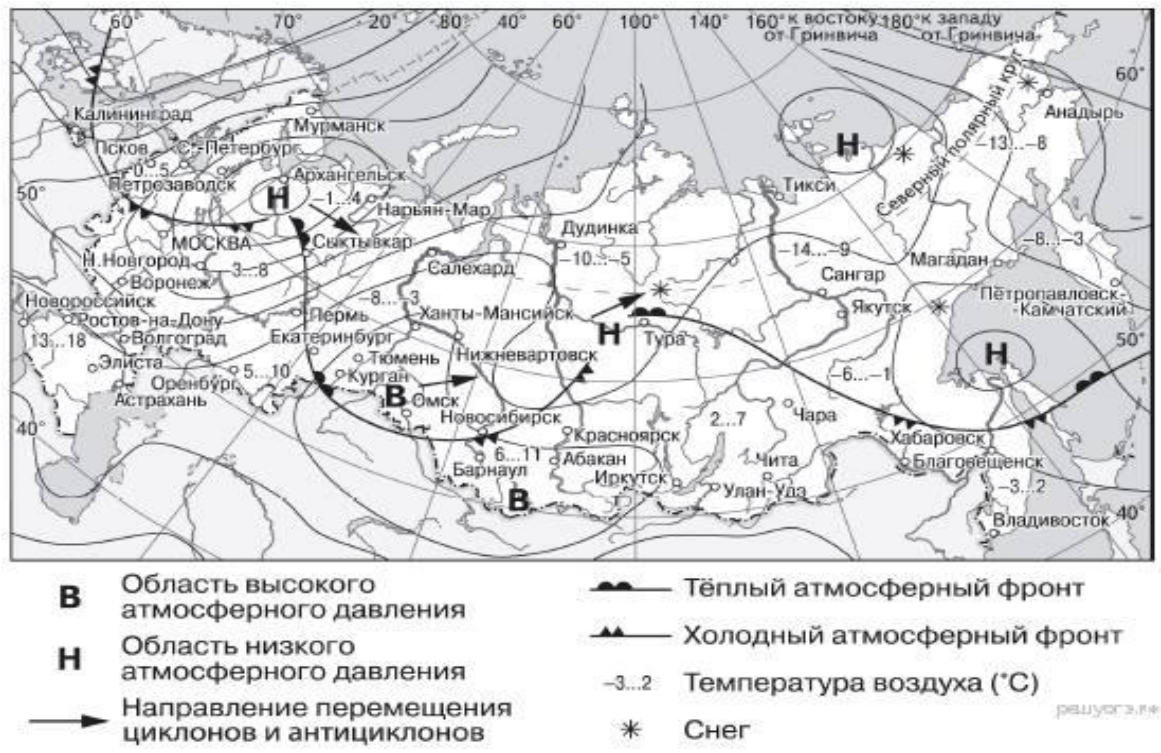 60°
70°
20°
30°
40°
60°
100°
140°
160°
к востоку
от Гринвича
180°
к западу
от Гринвича
60°
Северный полярный круг
Анадырь
Калининград
Мурманск
Н
–13...–8
Псков
С.-Петербург
0...5
Петрозаводск
Архангельск
50°
Н
–1...4
Нарьян-Мар
Тикси
Дудинка
МОСКВА
Сыктывкар
–10...–5
–14...–9
–8...–3
Н.Новгород
–3...8
Салехард
Магадан
Сангар
Воронеж
Новороссийск
–8...–3
Якутск
Петропавловск-
Камчатский
Ростов-на-Дону
Пермь
Ханты-Мансийск
Н
Тура
50°
Волгоград
Екатеринбург
Н
13...18
Тюмень
Нижневартовск
Элиста
Курган
–6...–1
Оренбург
5...10
В
Омск
Астрахань
Новосибирск
2...7
Чара
40°
Красноярск
Хабаровск
6...11
Барнаул
Абакан
Чита
Благовещенск
Иркутск
Улан-Удэ
–3...2
В
40°
Владивосток
В
Область высокого
атмосферного давления
Н
Область низкого
атмосферного давления
Направление перемещения
циклонов и антициклонов
Тёплый атмосферный фронт
Холодный атмосферный фронт
–3...2
Температура воздуха (°С)
Снег
решуогэ.рф